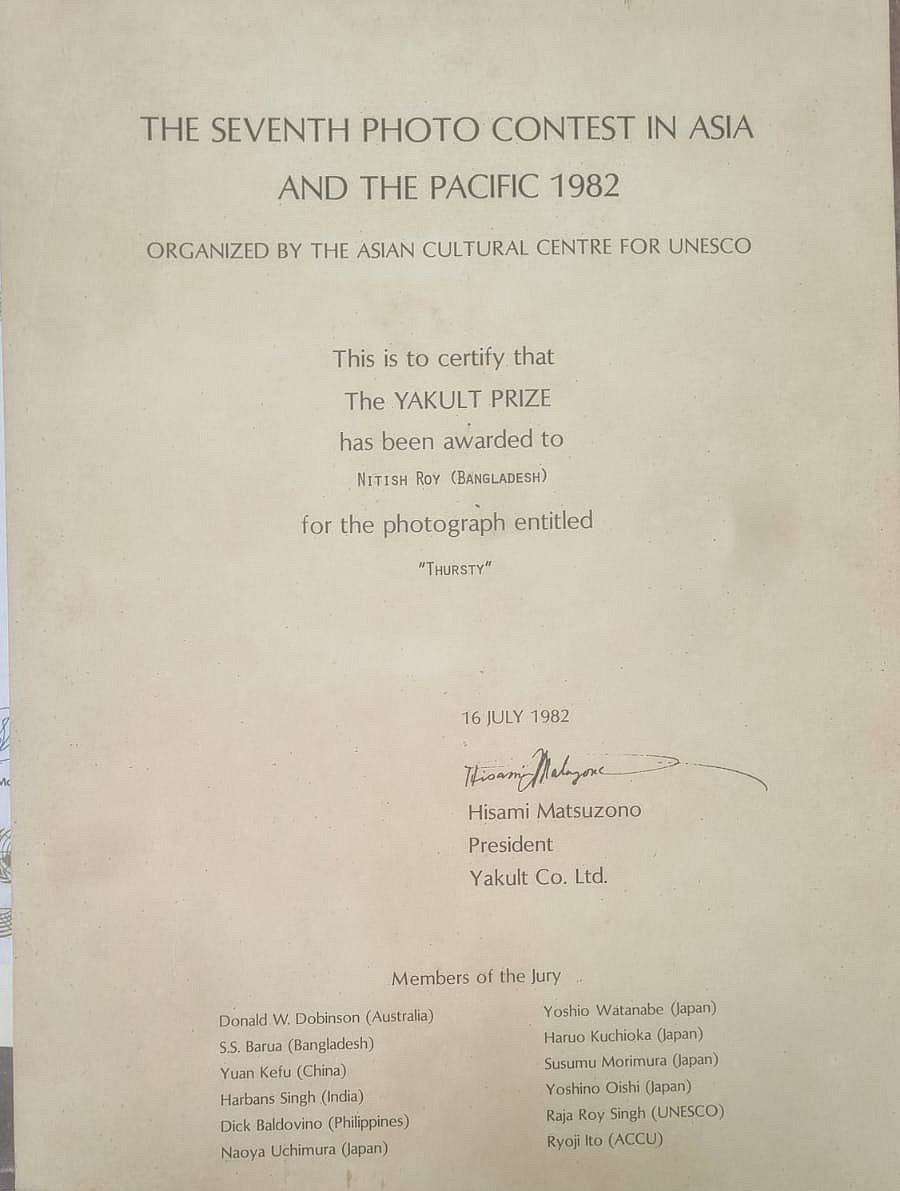 THE SEVENTH PHOTO CONTEST IN ASIA
AND THE PACIFIC 1982
ORGANIZED BY THE ASIAN CULTURAL CENTRE FOR UNESCO
This is to certify that
The YAKULT PRIZE
has been awarded to
NITISH ROY (BANGLADESH)
for the photograph entitled
"THURSTY"
16 JULY 1982
Hisami Matsuzono
President
Yakult Co. Ltd.
Members of the Jury
Donald W. Dobinson (Australia)
S.S. Barua (Bangladesh)
Yuan Kefu (China)
Harbans Singh (India)
Dick Baldovino (Philippines)
Naoya Uchimura (Japan)
Yoshio Watanabe (Japan)
Haruo Kuchioka (Japan)
Susumu Morimura (Japan)
Yoshino Oishi (Japan)
Raja Roy Singh (UNESCO)
Ryoji Ito (ACCU)